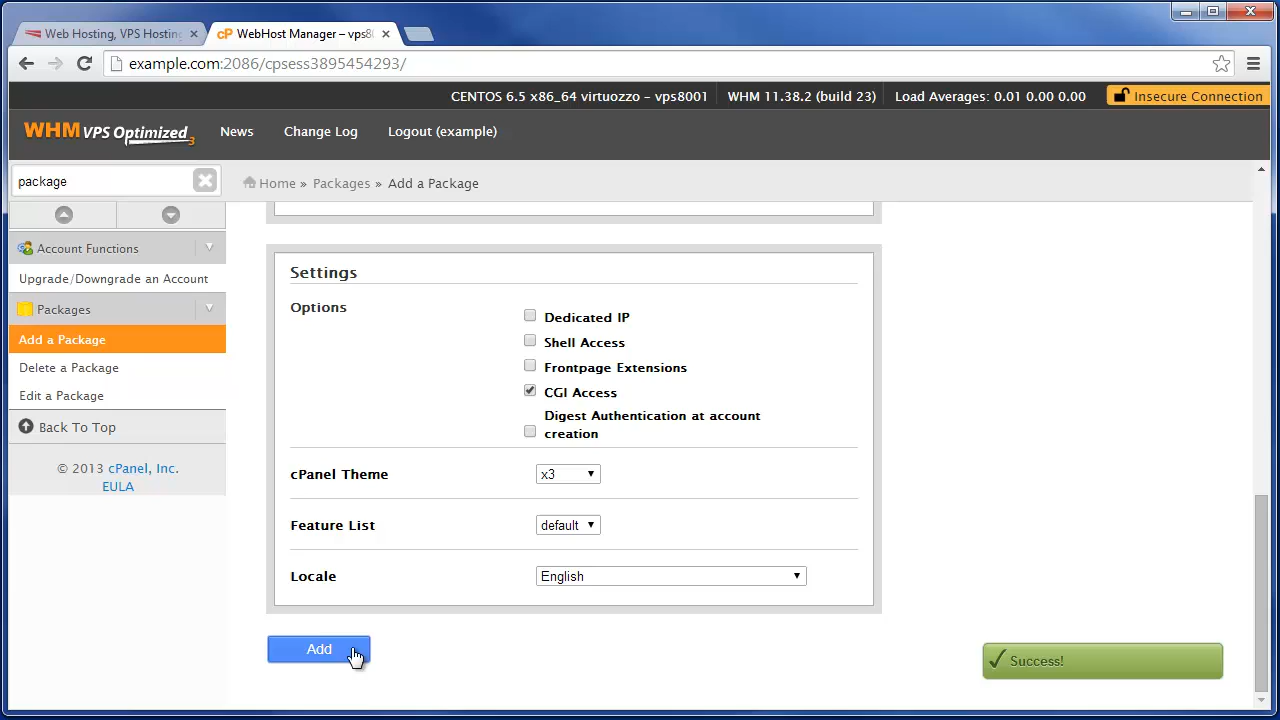 Web Hosting, VPS Hosting
WebHost Manager – vps80
example.com:2086/cpsess3895454293/
CENTOS 6.5 x86_64 virtuozzo – vps8001
WHM 11.38.2 (build 23)
Load Averages: 0.01 0.00 0.00
Insecure Connection
WHM VPS Optimized 3
News
Change Log
Logout (example)
package
Home » Packages » Add a Package
Account Functions
Upgrade/Downgrade an Account
Packages
Add a Package
Delete a Package
Edit a Package
Back To Top
© 2013 cPanel, Inc.
EULA
Settings
Options
Dedicated IP
Shell Access
Frontpage Extensions
CGI Access
Digest Authentication at account
creation
cPanel Theme
x3
Feature List
default
Locale
English
Add
Success!